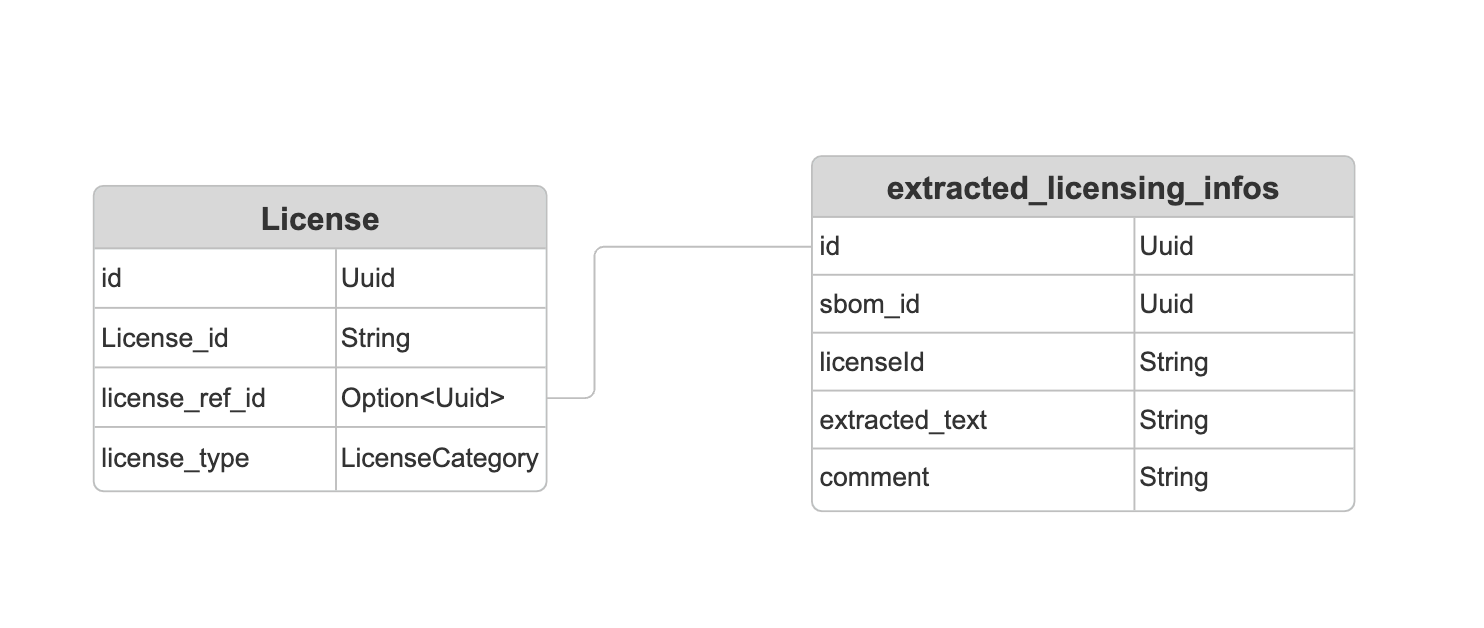 License
id Uuid
License_id String
license_ref_id Option<Uuid>
license_type LicenseCategory
extracted_licensing_infos
id Uuid
sbom_id Uuid
licenseId String
extracted_text String
comment String